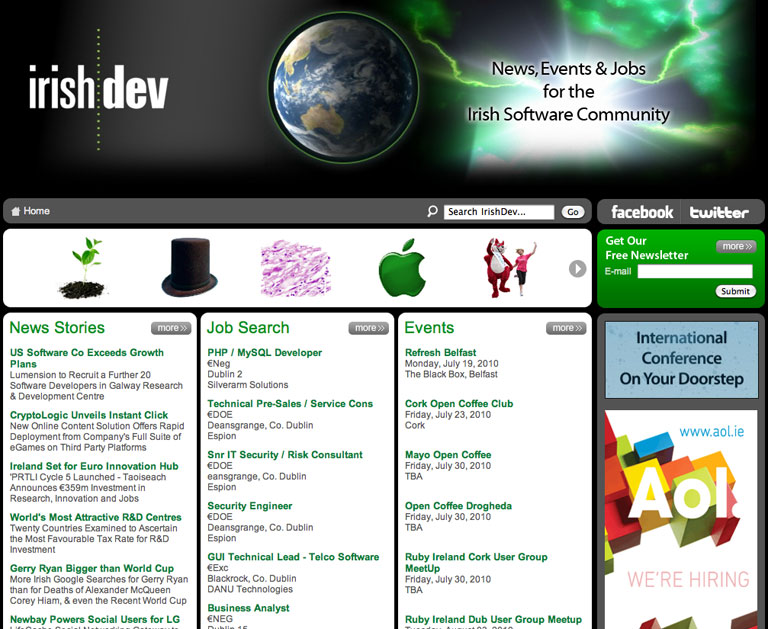 irish dev
News, Events & Jobs
for the
Irish Software Community
Home
Search IrishDev...
Go
facebook
twitter
Get Our
Free Newsletter
more »
E-mail
Submit
News Stories
more »
US Software Co Exceeds Growth
Plans
Lumension to Recruit a Further 20
Software Developers in Galway Research
& Development Centre
CryptoLogic Unveils Instant Click
New Online Content Solution Offers Rapid
Deployment from Company's Full Suite of
eGames on Third Party Platforms
Ireland Set for Euro Innovation Hub
'PRTLI Cycle 5 Launched - Taoiseach
Announces €359m Investment in
Research, Innovation and Jobs
World's Most Attractive R&D Centres
Twenty Countries Examined to Ascertain
the Most Favourable Tax Rate for R&D
Investment
Gerry Ryan Bigger than World Cup
More Irish Google Searches for Gerry Ryan
than for Deaths of Alexander McQueen
Corey Hiam, & even the Recent World Cup
Newbay Powers Social Users for LG
Job Search
more »
PHP / MySQL Developer
€Neg
Dublin 2
Silverarm Solutions
Technical Pre-Sales / Service Cons
€DOE
Deansgrange, Co. Dublin
Espion
Snr IT Security / Risk Consultant
€DOE
eansgrange, Co. Dublin
Espion
Security Engineer
€DOE
Deansgrange, Co. Dublin
Espion
GUI Technical Lead - Telco Software
€Exc
Blackrock, Co. Dublin
DANU Technologies
Business Analyst
€NEG
Events
more »
Refresh Belfast
Monday, July 19, 2010
The Black Box, Belfast
Cork Open Coffee Club
Friday, July 23, 2010
Cork
Mayo Open Coffee
Friday, July 30, 2010
TBA
Open Coffee Drogheda
Friday, July 30, 2010
TBA
Ruby Ireland Cork User Group
MeetUp
Friday, July 30, 2010
TBA
Ruby Ireland Dub User Group Meetup
International
Conference
On Your Doorstep
www.aol.ie
Aol.
WE'RE HIRING